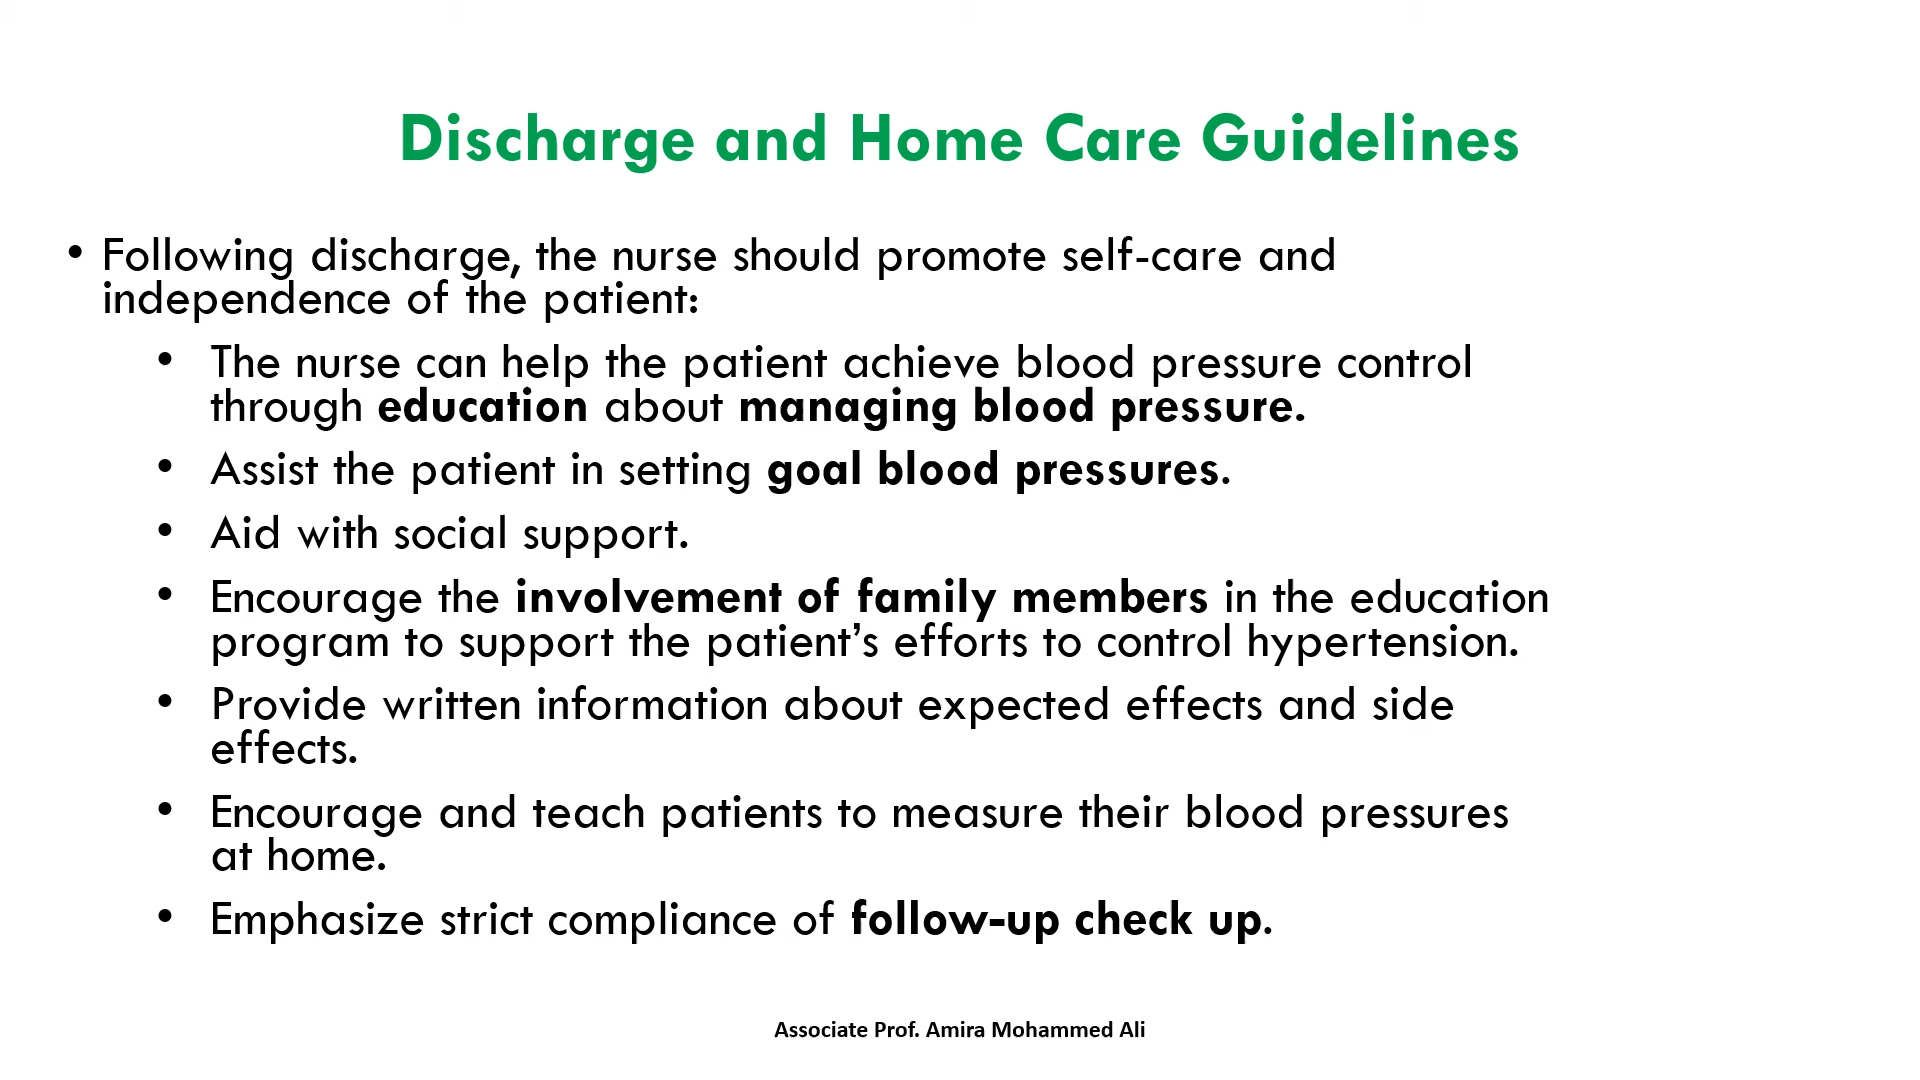 Discharge and Home Care Guidelines
• Following discharge, the nurse should promote self-care and
independence of the patient:
• The nurse can help the patient achieve blood pressure control
through education about managing blood pressure.
• Assist the patient in setting goal blood pressures.
• Aid with social support.
• Encourage the involvement of family members in the education
program to support the patient’s efforts to control hypertension.
• Provide written information about expected effects and side
effects.
• Encourage and teach patients to measure their blood pressures
at home.
• Emphasize strict compliance of follow-up check up.
Associate Prof. Amira Mohammed Ali